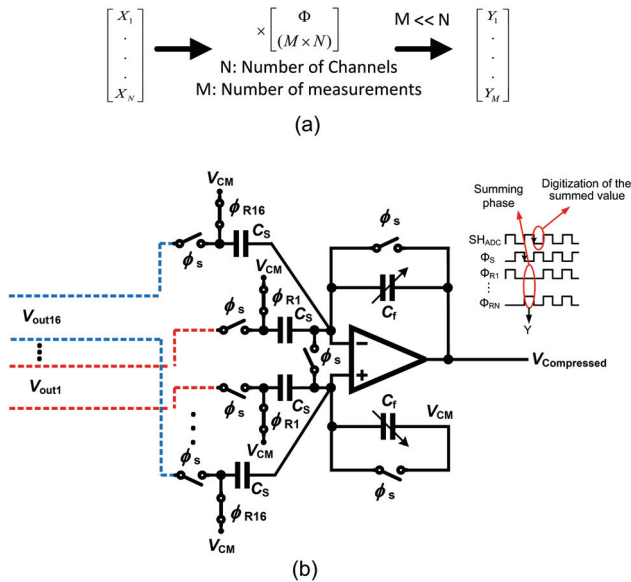 X1
XN
× Φ
(M × N)
M << N
Y1
YM
N: Number of Channels
M: Number of measurements
(a)
VCM
ϕR16
CS
ϕs
Vout16
Vout1
VCM
ϕR1
CS
ϕs
ϕs
ϕs
Cf
−
+
VCompressed
ϕs
CS
ϕR1
VCM
Cf
VCM
ϕs
ϕs
CS
ϕR16
VCM
Summing phase
Digitization of the summed value
SHADC
ΦS
ΦR1
ΦRN
Y
(b)